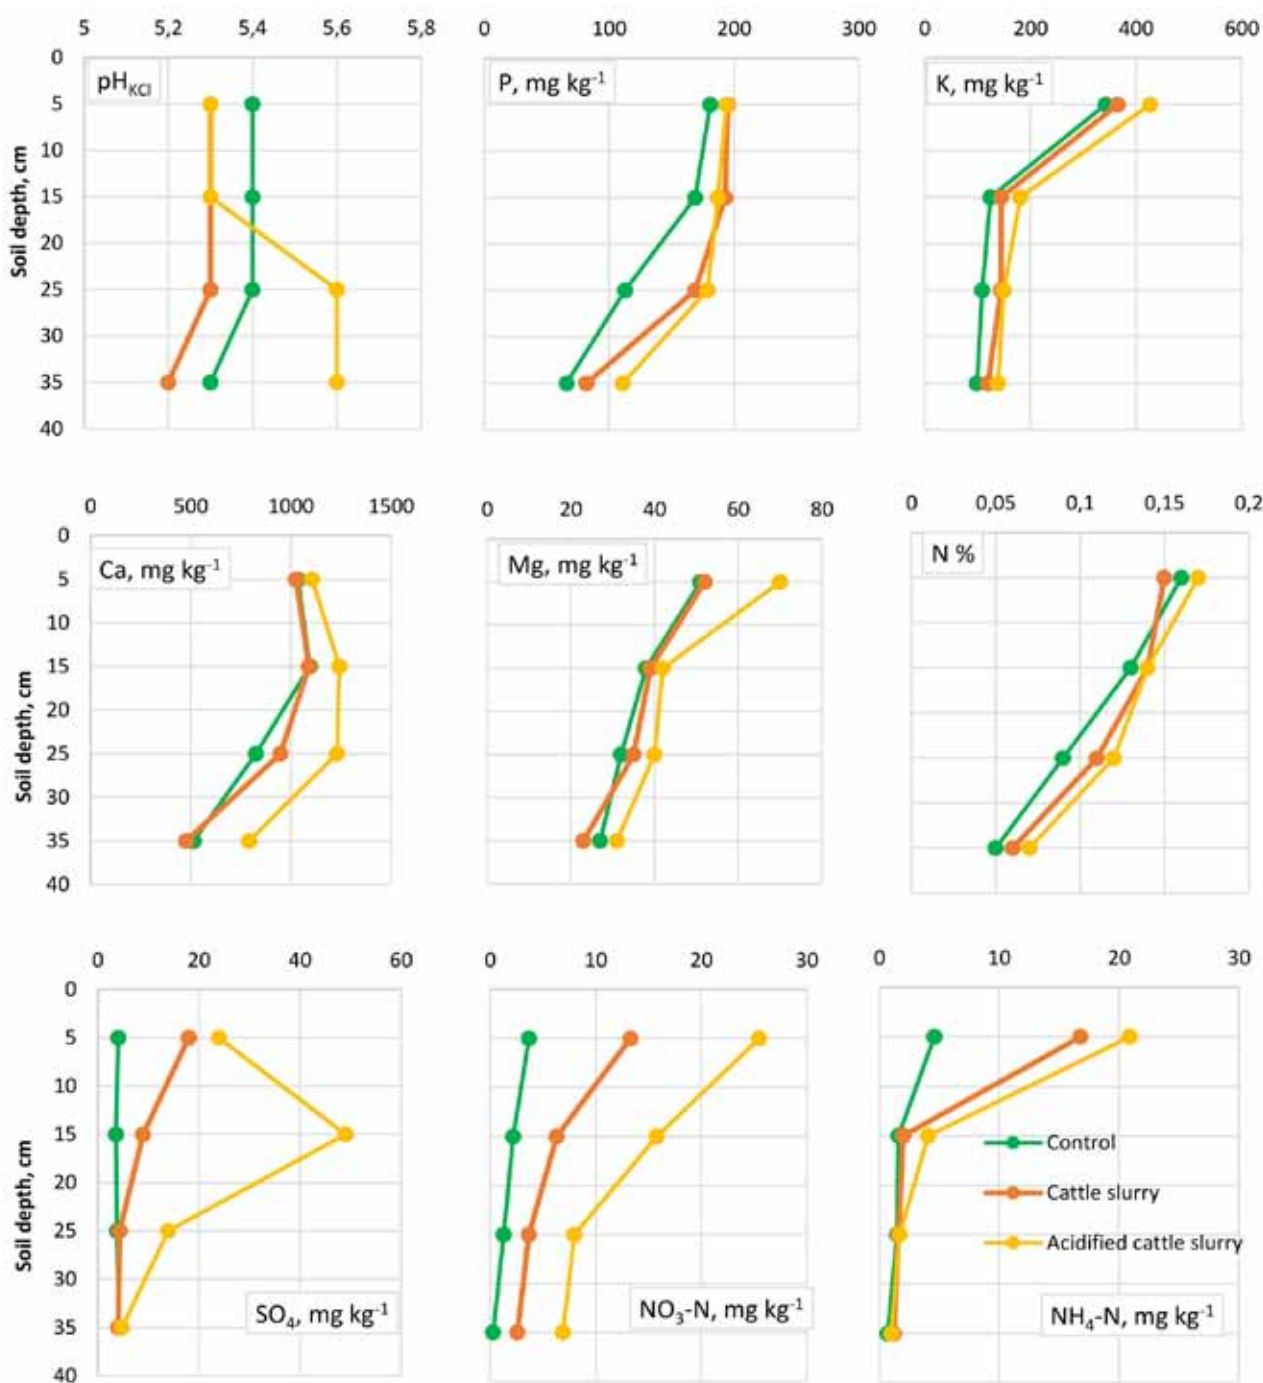 5 5,2 5,4 5,6 5,8
0 100 200 300
0 200 400 600
pH_KCl
P, mg kg⁻¹
K, mg kg⁻¹
0
5
10
15
20
25
30
35
40
Soil depth, cm
0 500 1000 1500
0 20 40 60 80
0 0,05 0,1 0,15 0,2
Ca, mg kg⁻¹
Mg, mg kg⁻¹
N %
0
5
10
15
20
25
30
35
40
Soil depth, cm
0 20 40 60
0 10 20 30
0 10 20 30
0
5
10
15
20
25
30
35
40
Soil depth, cm
Control
Cattle slurry
Acidified cattle slurry
SO₄, mg kg⁻¹
NO₃-N, mg kg⁻¹
NH₄-N, mg kg⁻¹